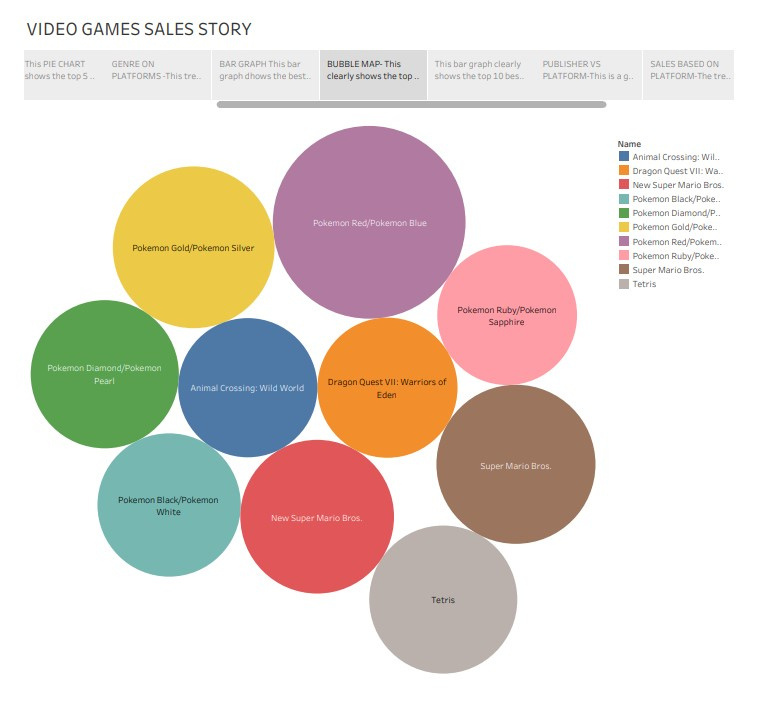 VIDEO GAMES SALES STORY
This PIE CHART
shows the top 5 ..
GENRE ON
PLATFORMS -This tre..
BAR GRAPH This bar
graph dhows the best..
BUBBLE MAP- This
clearly shows the top ..
This bar graph clearly
shows the top 10 bes..
PUBLISHER VS
PLATFORM-This is a g..
SALES BASED ON
PLATFORM-The tre..
Name
Animal Crossing: Wil..
Dragon Quest VII: Wa..
New Super Mario Bros.
Pokemon Black/Poke..
Pokemon Diamond/P..
Pokemon Gold/Poke..
Pokemon Red/Pokem..
Pokemon Ruby/Poke..
Super Mario Bros.
Tetris
Pokemon Red/Pokemon Blue
Pokemon Gold/Pokemon Silver
Pokemon Ruby/Pokemon
Sapphire
Pokemon Diamond/Pokemon
Pearl
Animal Crossing: Wild World
Dragon Quest VII: Warriors of
Eden
Super Mario Bros.
Pokemon Black/Pokemon
White
New Super Mario Bros.
Tetris